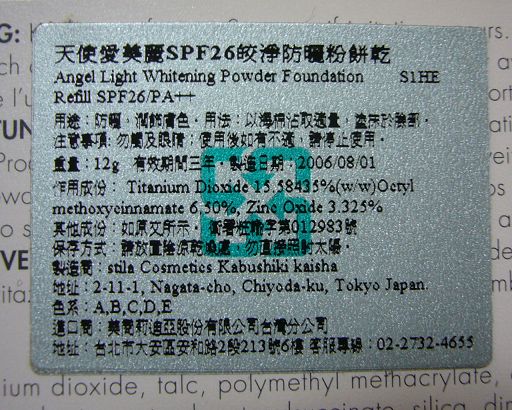 天使愛美麗SPF26皎淨防曬粉餅乾
Angel Light Whitening Powder Foundation S1HE
Refill SPF26/PA++
用途：防曬，潤飾膚色。用法：以海棉沾取適量，塗抹於臉部。
注意事項：勿觸及眼睛；使用後如有不適，請停止使用。
重量：12g 有效期間三年。製造日期：2006/08/01
作用成份： Titanium Dioxide 15.58435%(w/w)Octyl
methoxycinnamate 6.50%, Zinc Oxide 3.325%
其他成份：如原文所示。 衛署粧輸字第012983號
保存方式：請放置陰涼乾燥處，勿直接照射太陽。
製造商：stila Cosmetics Kabushiki kaisha
地址：2-11-1, Nagata-cho, Chiyoda-ku, Tokyo Japan.
色系：A,B,C,D,E
進口商：美商莉迪亞股份有限公司台灣分公司
地址：台北市大安區安和路2段213號6樓 客服專線：02-2732-4655
ium dioxide, talc, polymethyl methacrylate,